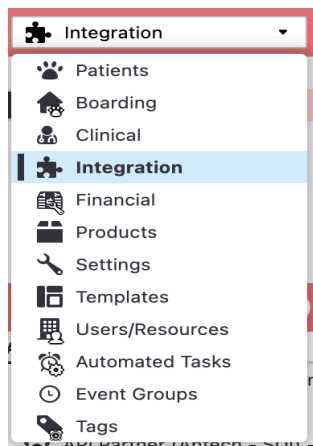 Integration
Patients
Boarding
Clinical
Integration
Financial
Products
Settings
Templates
Users/Resources
Automated Tasks
Event Groups
Tags